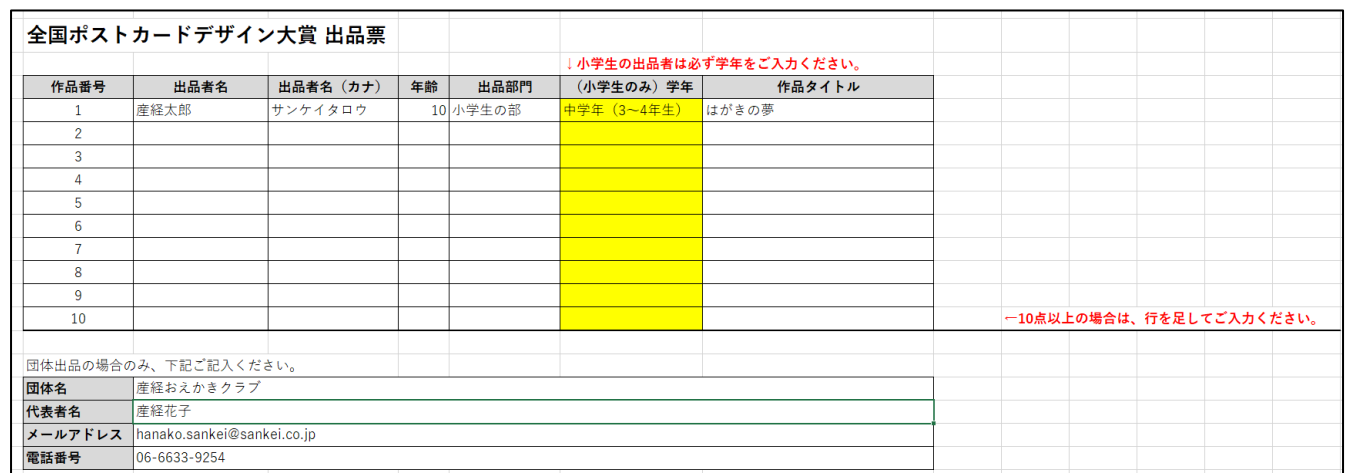 全国ポストカードデザイン大賞 出品票
↓小学生の出品者は必ず学年をご入力ください。
作品番号 出品者名 出品者名（カナ） 年齢 出品部門 （小学生のみ）学年 作品タイトル
1 産経太郎 サンケイタロウ 10 小学生の部 中学年（3～4年生） はがきの夢
2
3
4
5
6
7
8
9
10 ←10点以上の場合は、行を足してご入力ください。
団体出品の場合のみ、下記ご記入ください。
団体名 産経おえかきクラブ
代表者名 産経花子
メールアドレス hanako.sankei@sankei.co.jp
電話番号 06-6633-9254